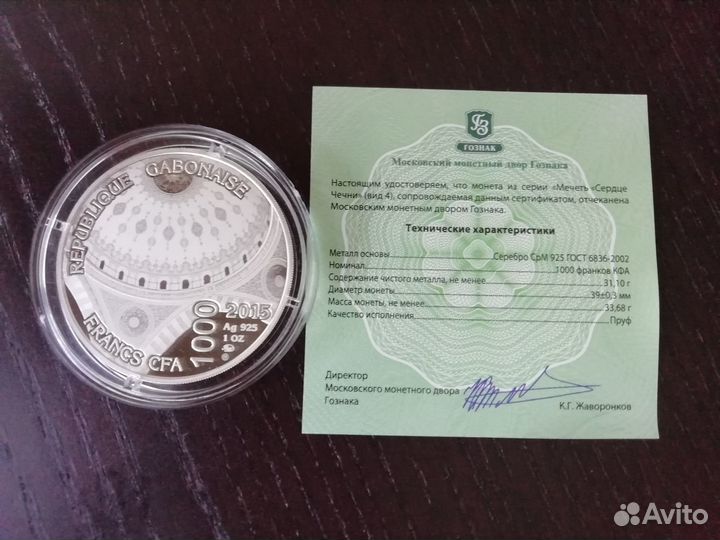 RÉPUBLIQUE GABONAISE
2015
Ag 925
1 OZ
1000
FRANCS CFA
ГЗ
ГОЗНАК
Московский монетный двор Гознака
Настоящим удостоверяем, что монета из серии «Мечеть «Сердце
Чечни» (вид 4), сопровождаемая данным сертификатом, отчеканена
Московским монетным двором Гознака.
Технические характеристики
Металл основы Серебро СрМ 925 ГОСТ 6836-2002
Номинал 1000 франков КФА
Содержание чистого металла, не менее 31,10 г
Диаметр монеты 39±0,3 мм
Масса монеты, не менее 33,68 г
Качество исполнения Пруф
Директор
Московского монетного двора
Гознака К.Г. Жаворонков
Avito